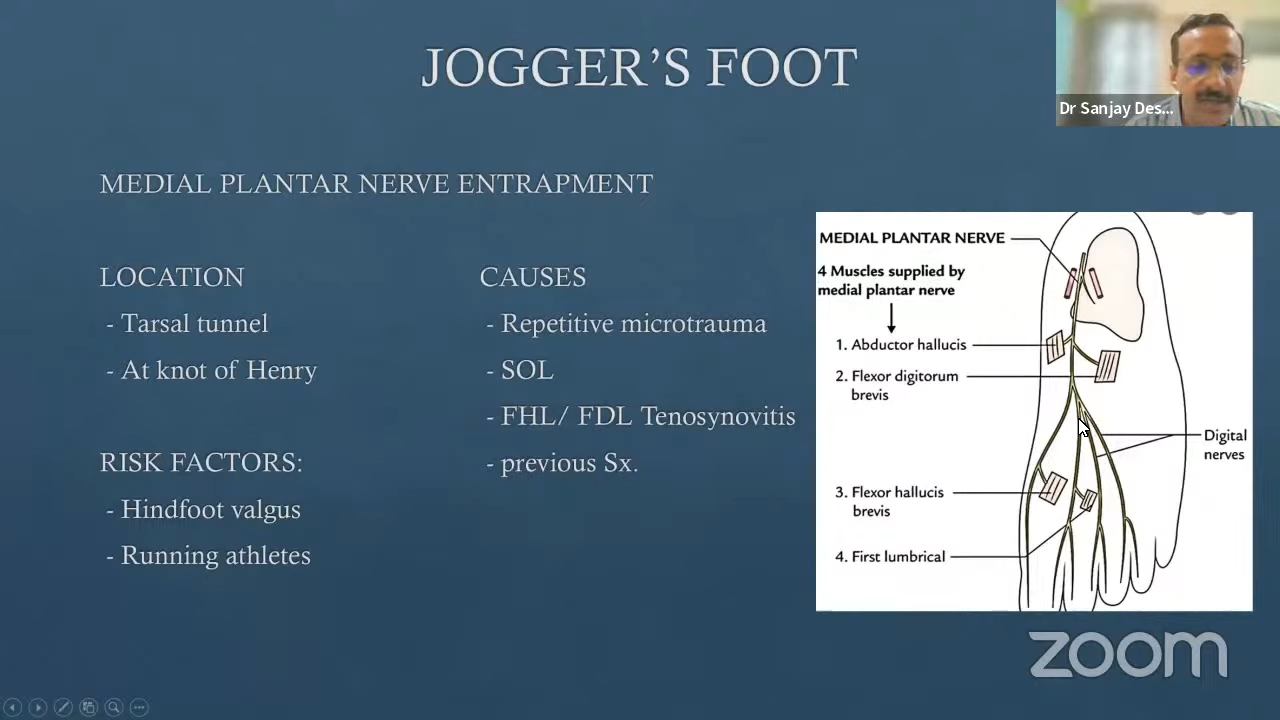 JOGGER'S FOOT
Dr Sanjay Des...
MEDIAL PLANTAR NERVE ENTRAPMENT
LOCATION
- Tarsal tunnel
- At knot of Henry
RISK FACTORS:
- Hindfoot valgus
- Running athletes
CAUSES
- Repetitive microtrauma
- SOL
- FHL/ FDL Tenosynovitis
- previous Sx.
MEDIAL PLANTAR NERVE
4 Muscles supplied by
medial plantar nerve
1. Abductor hallucis
2. Flexor digitorum
brevis
Digital
nerves
3. Flexor hallucis
brevis
4. First lumbrical
zoom